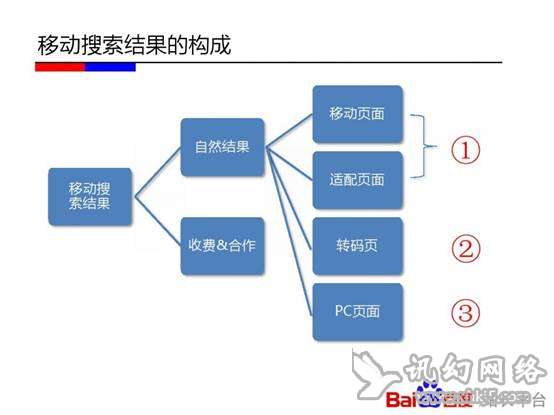 移动搜索结果的构成
移动搜
索结果
自然结果
收费&合作
移动页面
适配页面
转码页
PC页面
①
②
③
讯幻网络
Bai
平台